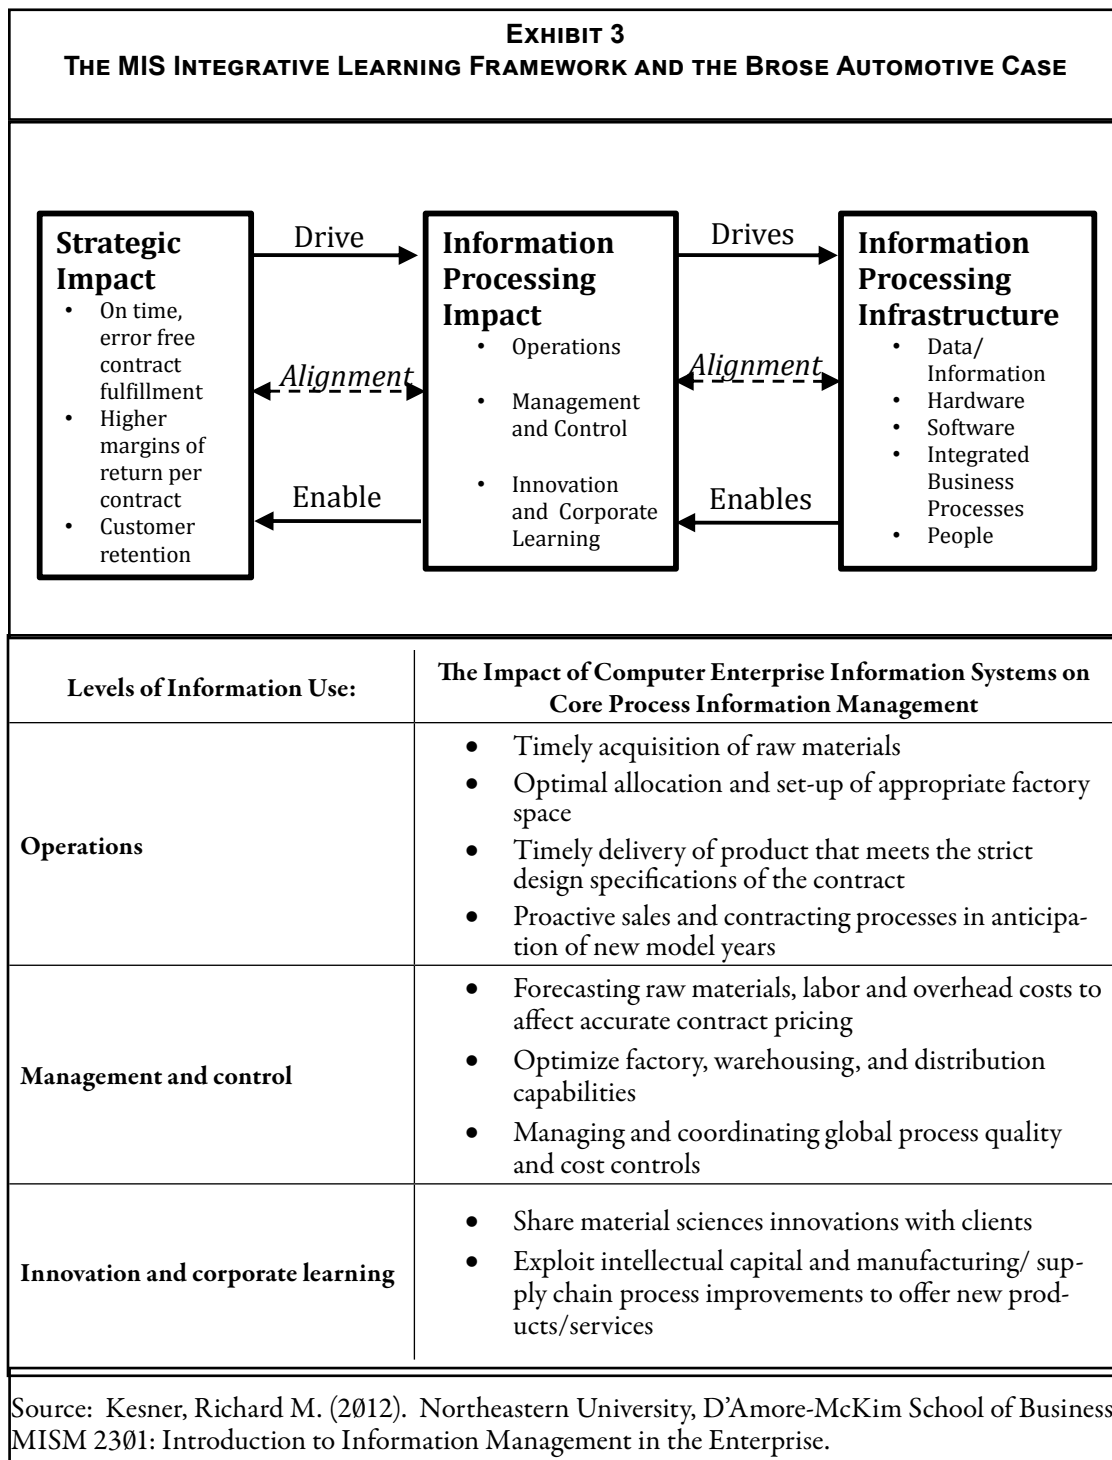 EXHIBIT 3
THE MIS INTEGRATIVE LEARNING FRAMEWORK AND THE BROSE AUTOMOTIVE CASE
Strategic
Impact
• On time,
error free
contract
fulfillment
• Higher
margins of
return per
contract
• Customer
retention
Drive
Alignment
Enable
Information
Processing
Impact
• Operations
• Management
and Control
• Innovation
and Corporate
Learning
Drives
Alignment
Enables
Information
Processing
Infrastructure
• Data/
Information
• Hardware
• Software
• Integrated
Business
Processes
• People
Levels of Information Use:
The Impact of Computer Enterprise Information Systems on
Core Process Information Management
Operations
• Timely acquisition of raw materials
• Optimal allocation and set-up of appropriate factory
space
• Timely delivery of product that meets the strict
design specifications of the contract
• Proactive sales and contracting processes in anticipa-
tion of new model years
Management and control
• Forecasting raw materials, labor and overhead costs to
affect accurate contract pricing
• Optimize factory, warehousing, and distribution
capabilities
• Managing and coordinating global process quality
and cost controls
Innovation and corporate learning
• Share material sciences innovations with clients
• Exploit intellectual capital and manufacturing/ sup-
ply chain process improvements to offer new prod-
ucts/services
Source: Kesner, Richard M. (2012). Northeastern University, D'Amore-McKim School of Business
MISM 2301: Introduction to Information Management in the Enterprise.